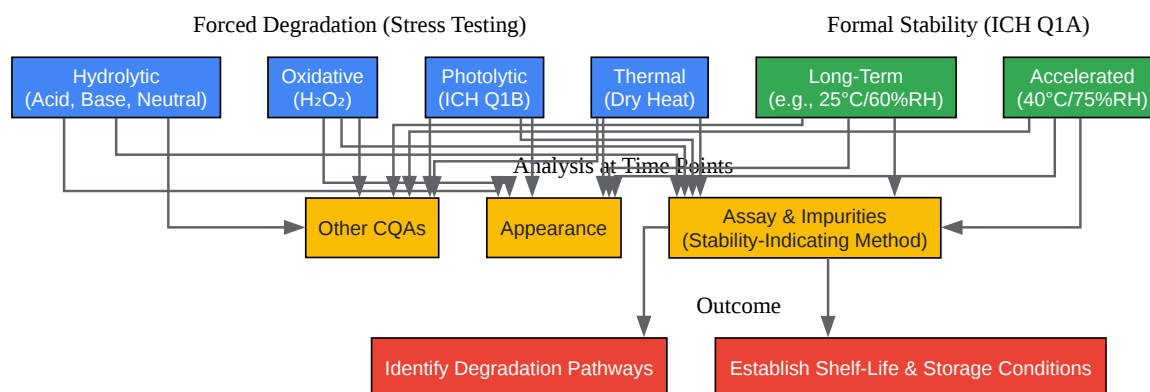 Forced Degradation (Stress Testing)
Formal Stability (ICH Q1A)
Hydrolytic
(Acid, Base, Neutral)
Oxidative
(H₂O₂)
Photolytic
(ICH Q1B)
Thermal
(Dry Heat)
Long-Term
(e.g., 25°C/60%RH)
Accelerated
(40°C/75%RH)
Analysis at Time Points
Other CQAs
Appearance
Assay & Impurities
(Stability-Indicating Method)
Outcome
Identify Degradation Pathways
Establish Shelf-Life & Storage Conditions